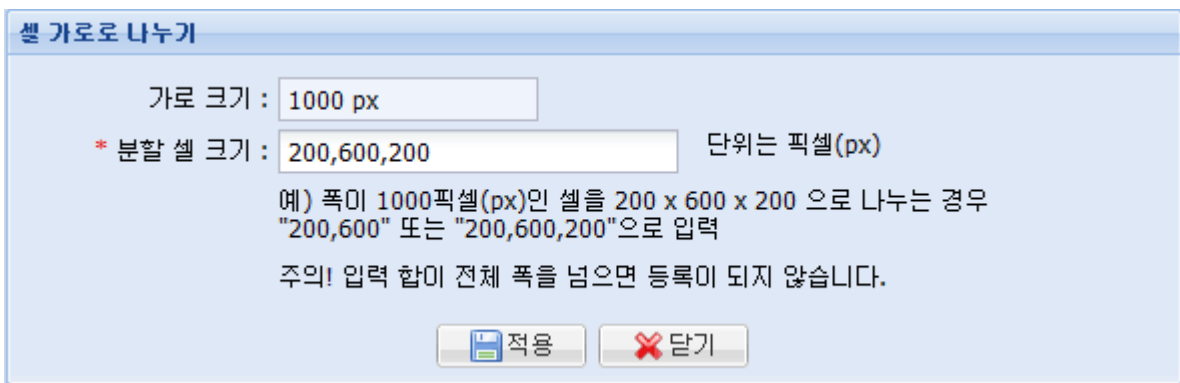 셀 가로로 나누기
가로 크기 : 1000 px
* 분할 셀 크기 : 200,600,200 단위는 픽셀(px)
예) 폭이 1000픽셀(px)인 셀을 200 x 600 x 200 으로 나누는 경우
"200,600" 또는 "200,600,200"으로 입력
주의! 입력 합이 전체 폭을 넘으면 등록이 되지 않습니다.
적용 닫기